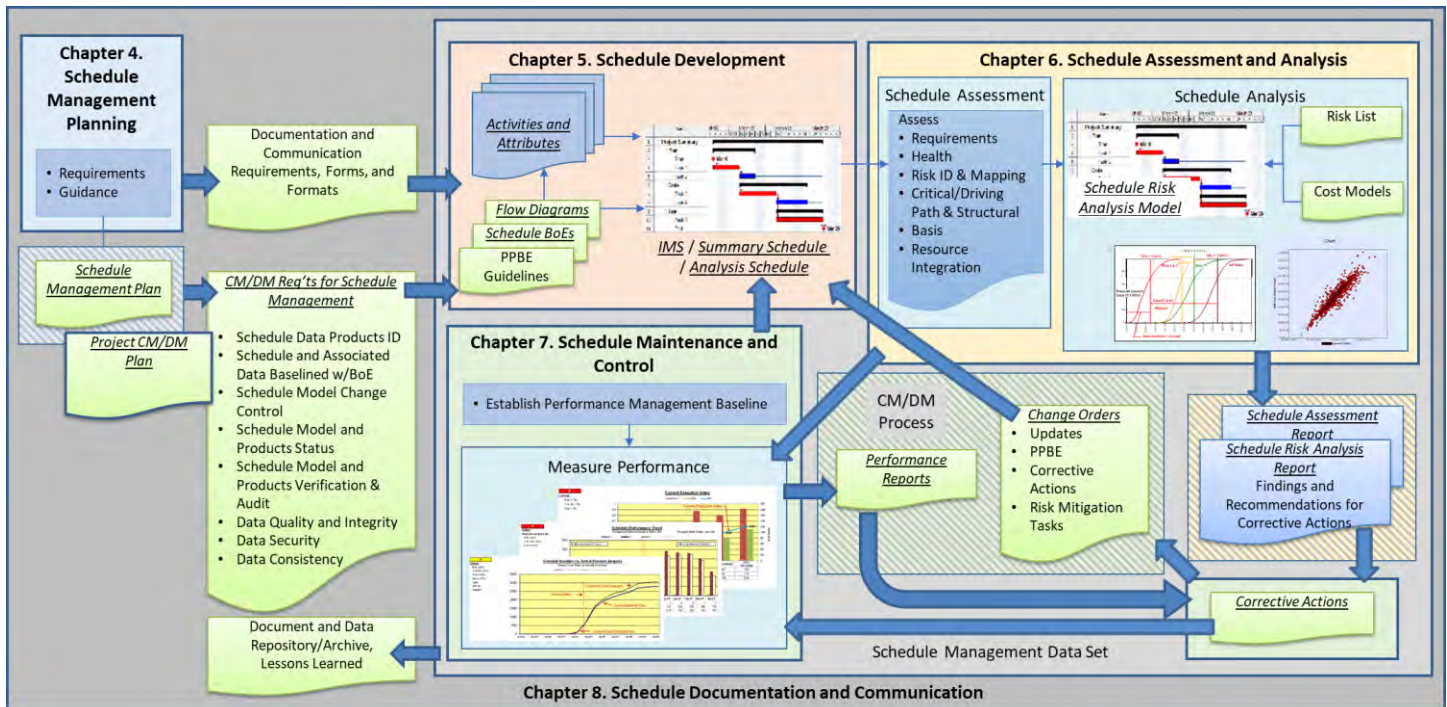 Chapter 4.
Schedule
Management
Planning
• Requirements
• Guidance
Schedule
Management Plan
Project CM/DM
Plan
Documentation and
Communication
Requirements, Forms, and
Formats
CM/DM Req'ts for Schedule
Management
• Schedule Data Products ID
• Schedule and Associated
Data Baselined w/BoE
• Schedule Model Change
Control
• Schedule Model and
Products Status
• Schedule Model and
Products Verification &
Audit
• Data Quality and Integrity
• Data Security
• Data Consistency
Document and Data
Repository/Archive,
Lessons Learned
Chapter 5. Schedule Development
Activities and
Attributes
Flow Diagrams
Schedule BoEs
PPBE
Guidelines
Project Summary
IMS / Summary Schedule
/ Analysis Schedule
Chapter 6. Schedule Assessment and Analysis
Schedule Assessment
Assess
• Requirements
• Health
• Risk ID & Mapping
• Critical/Driving
Path & Structural
• Basis
• Resource
Integration
Schedule Analysis
Project Summary
Schedule Risk
Analysis Model
Risk List
Cost Models
Chapter 7. Schedule Maintenance and
Control
• Establish Performance Management Baseline
Measure Performance
CM/DM
Process
Performance
Reports
Change Orders
• Updates
• PPBE
• Corrective
Actions
• Risk Mitigation
Tasks
Schedule Assessment
Report
Schedule Risk Analysis
Report
Findings and
Recommendations for
Corrective Actions
Corrective Actions
Schedule Management Data Set
Chapter 8. Schedule Documentation and Communication